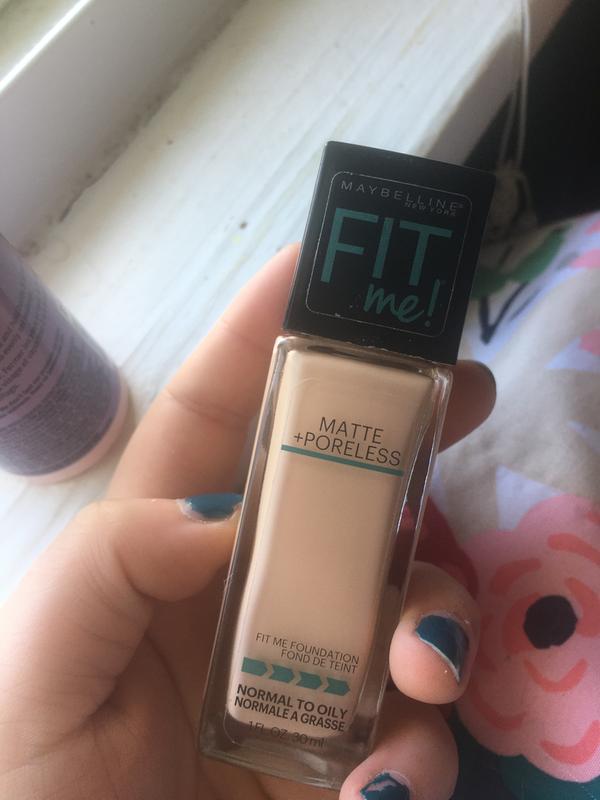 MAYBELLINE®
NEW YORK
FIT
me!®
MATTE
+PORELESS
FIT ME FOUNDATION
FOND DE TEINT
NORMAL TO OILY
NORMALE A GRASSE
1 FL. OZ. 30 ml